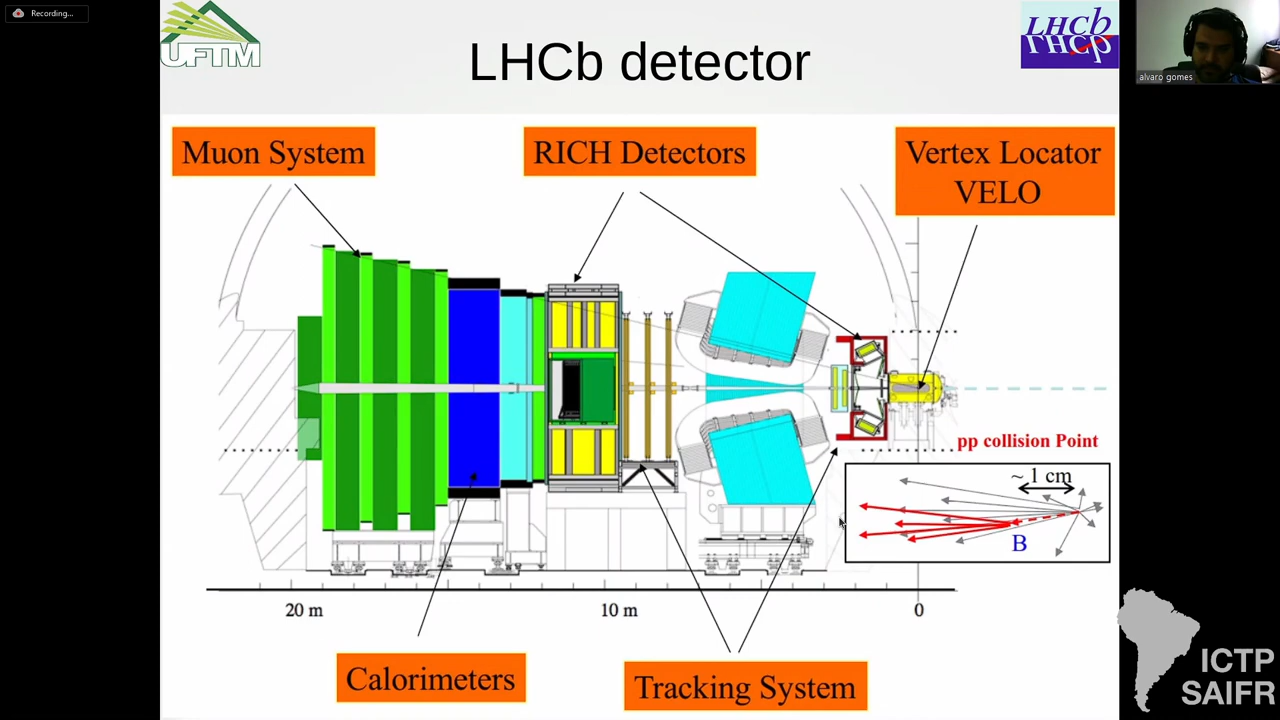 Recording...
UFTM
LHCb detector
LHCb
LHCb
alvaro gomes
Muon System
RICH Detectors
Vertex Locator
VELO
pp collision Point
~ 1 cm
B
20 m
10 m
0
Calorimeters
Tracking System
ICTP
SAIFR